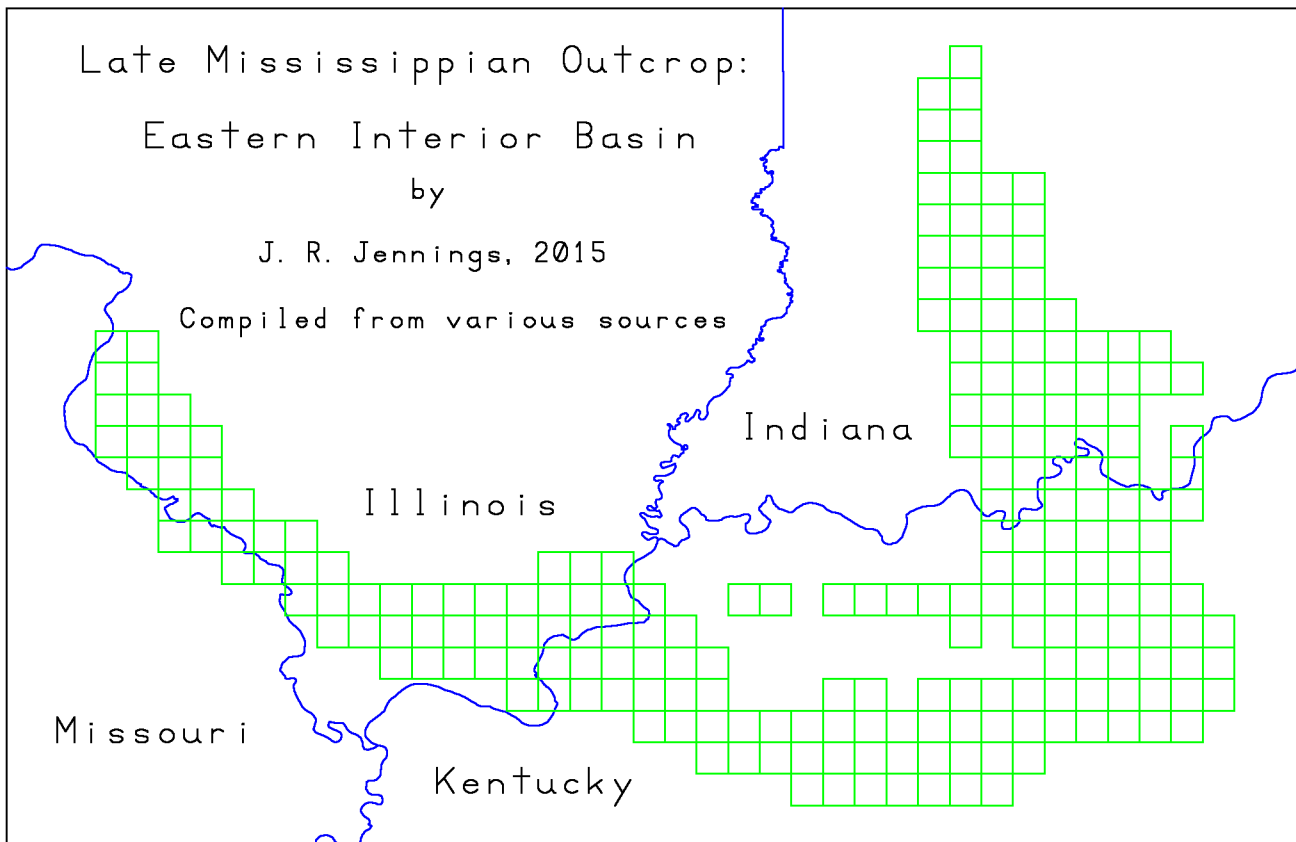 Late Mississippian Outcrop:
Eastern Interior Basin
by
J. R. Jennings, 2015
Compiled from various sources
Indiana
Illinois
Missouri
Kentucky